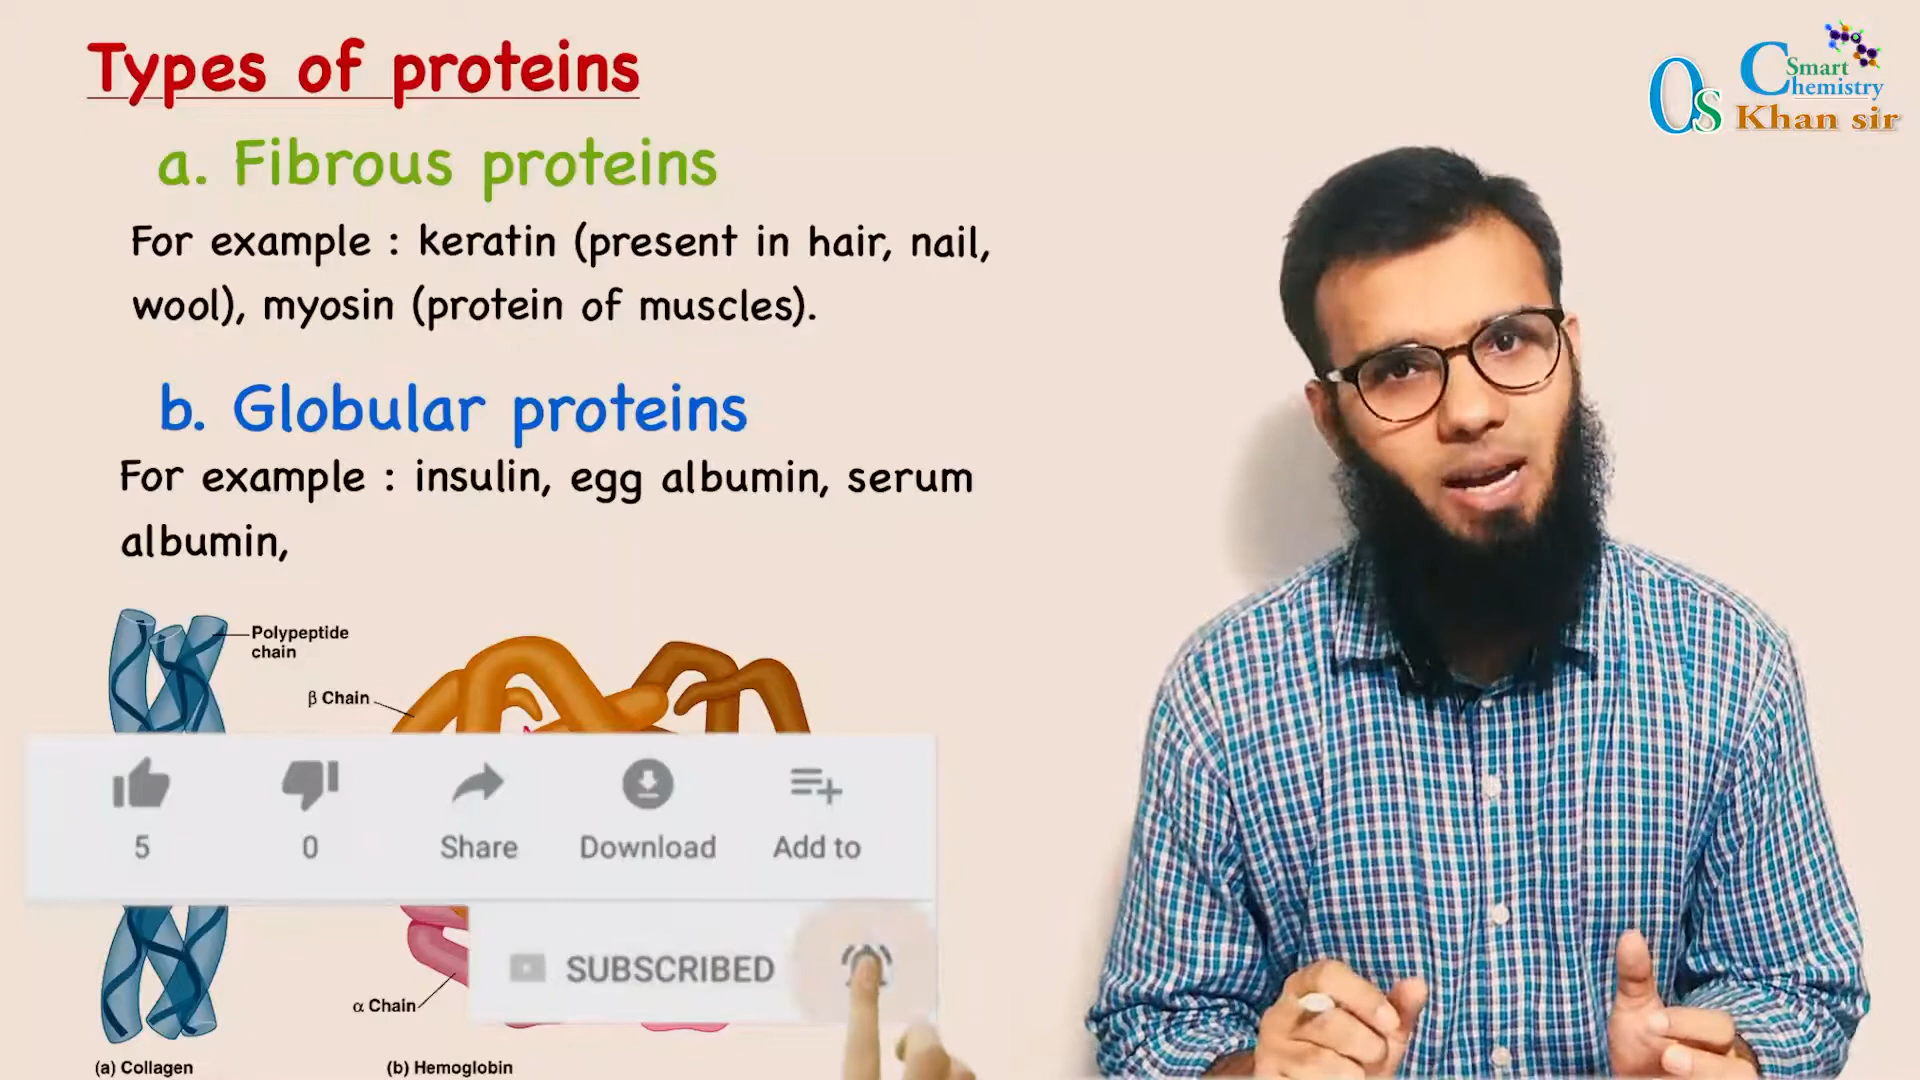 Types of proteins
a. Fibrous proteins
For example : keratin (present in hair, nail,
wool), myosin (protein of muscles).
b. Globular proteins
For example : insulin, egg albumin, serum
albumin,
Os Smart Chemistry
Khan sir
Polypeptide
chain
β Chain
5 0 Share Download Add to
SUBSCRIBED
α Chain
(a) Collagen (b) Hemoglobin